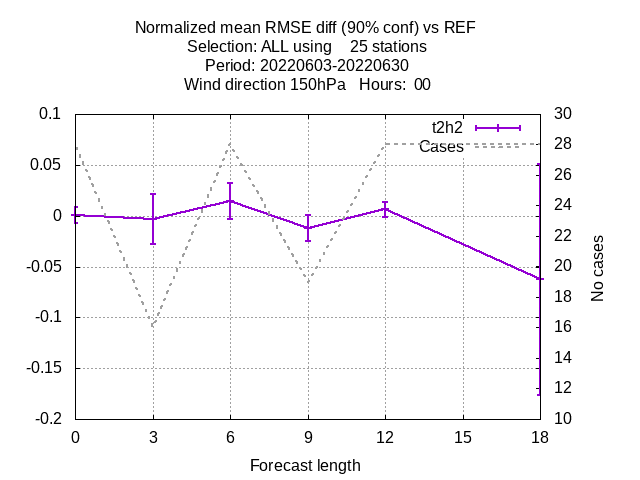 Normalized mean RMSE diff (90% conf) vs REF
Selection: ALL using    25 stations
Period: 20220603-20220630
Wind direction 150hPa   Hours:  00
0.1
0.05
0
-0.05
-0.1
-0.15
-0.2
t2h2
Cases
30
28
26
24
22
20
18
16
14
12
10
No cases
0 3 6 9 12 15 18
Forecast length